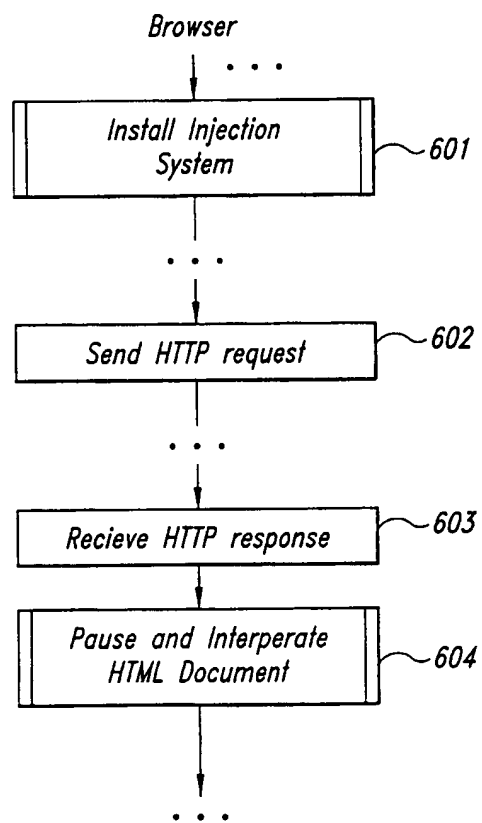 Browser
Install Injection
System
601
Send HTTP request
602
Recieve HTTP response
603
Pause and Interperate
HTML Document
604